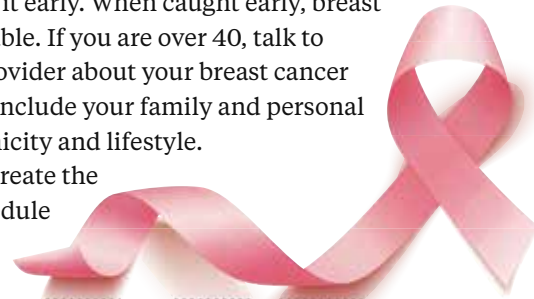 it early. When caught early, breast
ble. If you are over 40, talk to
ovider about your breast cancer
nclude your family and personal
icity and lifestyle.
reate the
dule